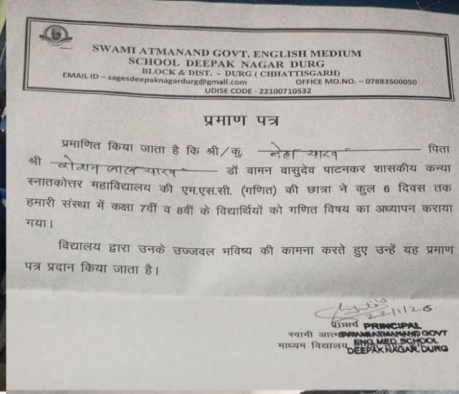 SWAMI ATMANAND GOVT. ENGLISH MEDIUM
SCHOOL DEEPAK NAGAR DURG
BLOCK & DIST. - DURG ( CHHATTISGARH)
EMAIL ID – sagesdeepaknagardurg@gmail.com OFFICE MO.NO. – 07883500050
UDISE CODE - 22100710532
प्रमाण पत्र
प्रमाणित किया जाता है कि श्री/कु. नेहा यादव पिता
श्री लाल यादव डॉ वामन वासुदेव पाटनकर शासकीय कन्या
स्नातकोत्तर महाविद्यालय की एम.एस.सी. (गणित) की छात्रा ने कुल 6 दिवस तक
हमारी संस्था में कक्षा 7वीं व 8वीं के विद्यार्थियों को गणित विषय का अध्यापन कराया
गया।
विद्यालय द्वारा उनके उज्जवल भविष्य की कामना करते हुए उन्हें यह प्रमाण
पत्र प्रदान किया जाता है।
प्राचार्य PRINCIPAL
स्वामी SWAMI ATMANAND GOVT
माध्यम विद्यालय ENG.MED.SCHOOL
DEEPAK NAGAR, DURG